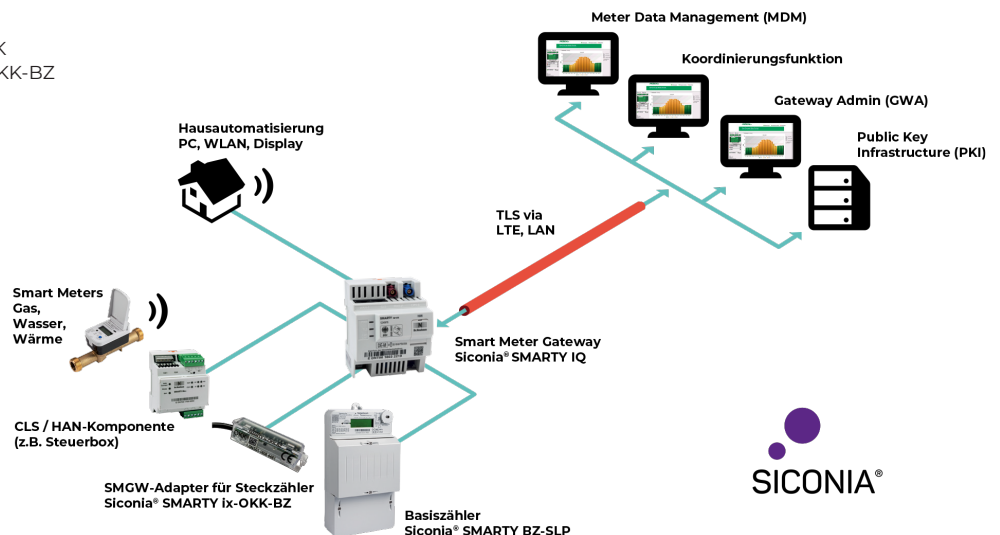 Meter Data Management (MDM)
K
KK-BZ
Koordinierungsfunktion
Gateway Admin (GWA)
Hausautomatisierung
PC, WLAN, Display
Public Key
Infrastructure (PKI)
TLS via
LTE, LAN
Smart Meters
Gas,
Wasser,
Wärme
Smart Meter Gateway
Siconia® SMARTY IQ
CLS / HAN-Komponente
(z.B. Steuerbox)
SMGW-Adapter für Steckzähler
Siconia® SMARTY ix-OKK-BZ
Basiszähler
Siconia® SMARTY BZ-SLP
SICONIA®